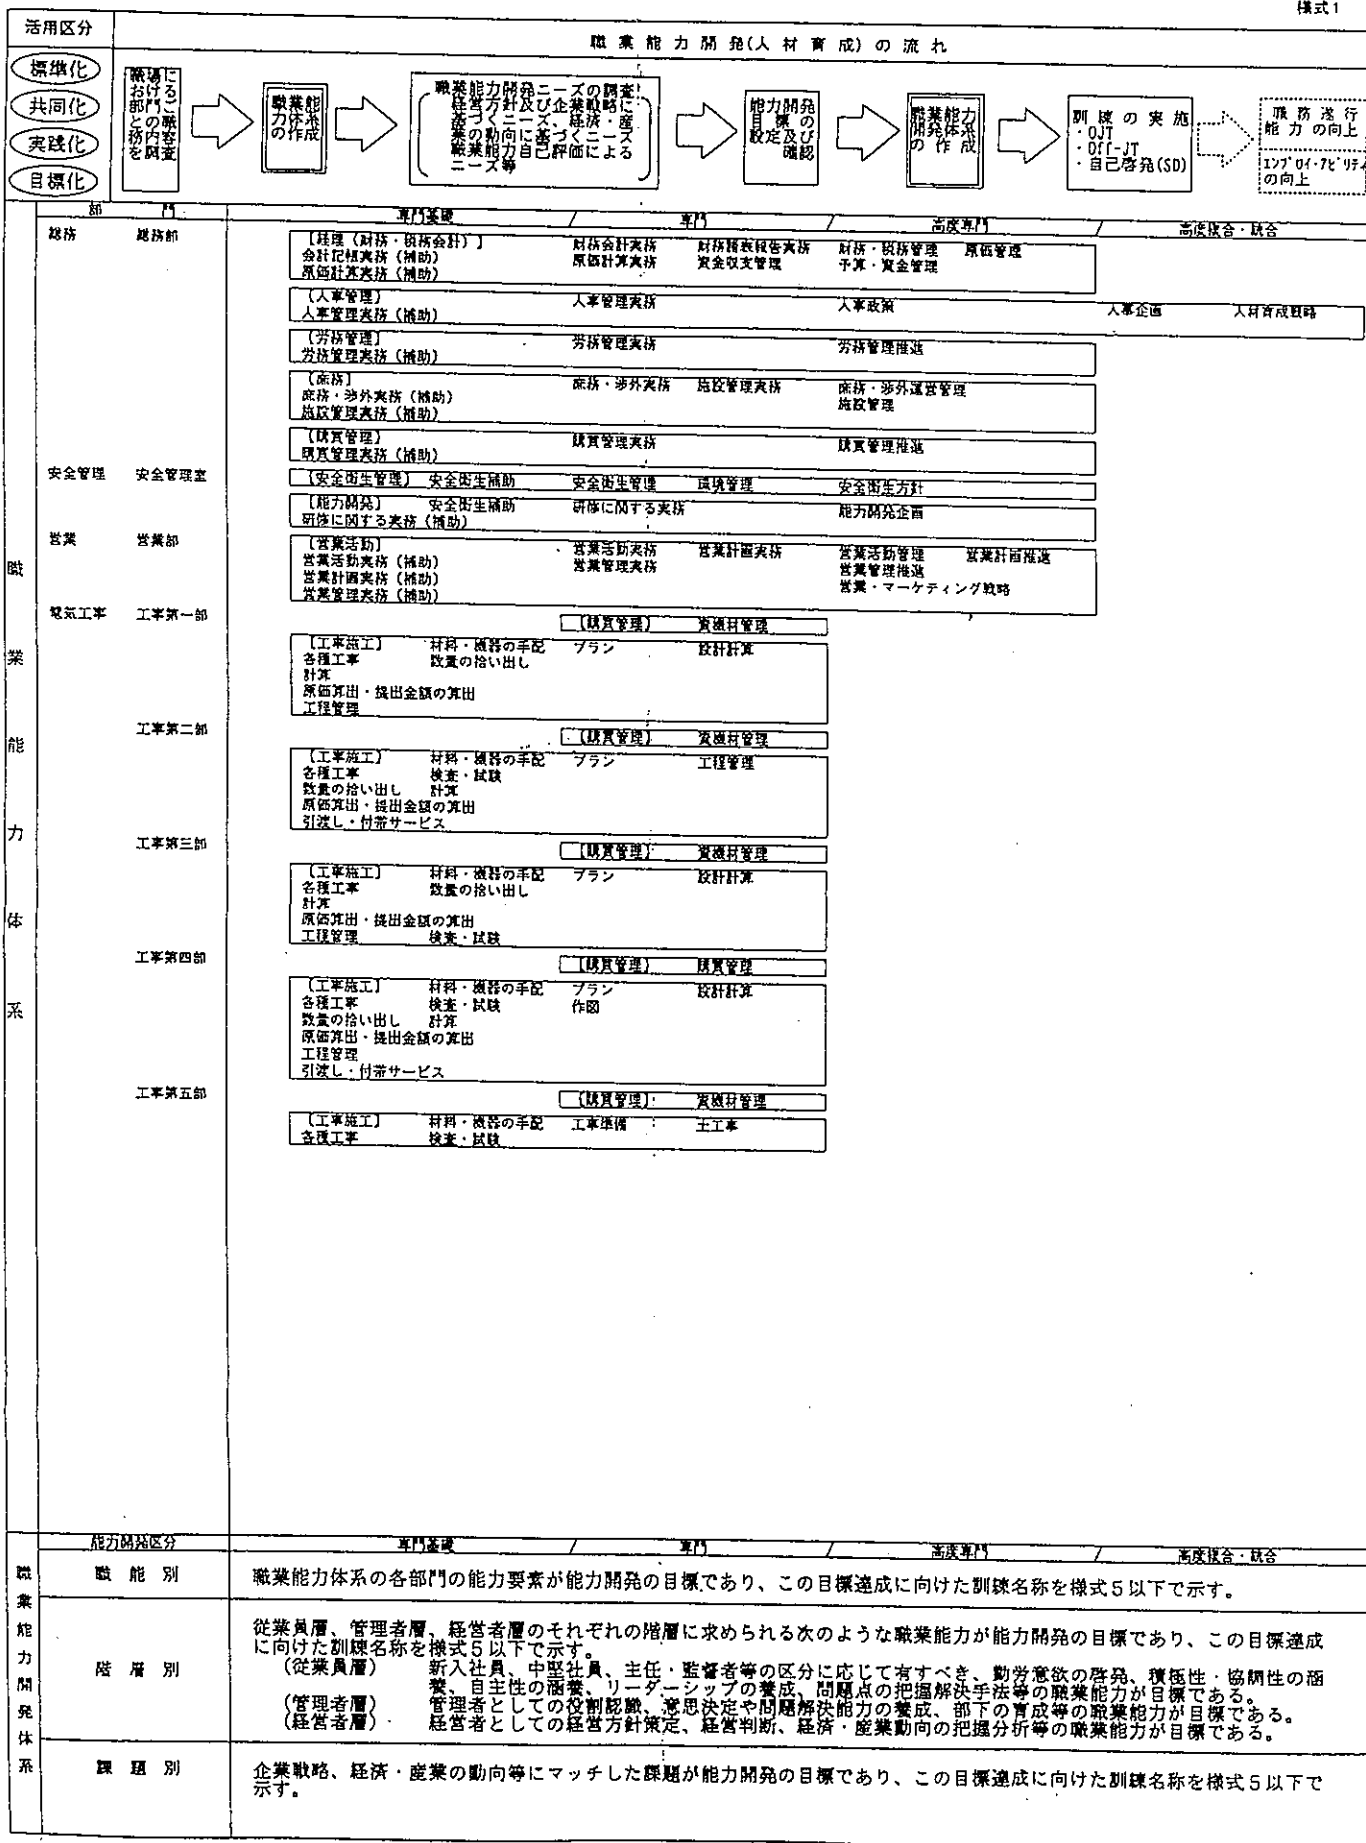 様式1
活用区分
職業能力開発(人材育成)の流れ
標準化
共同化
実践化
目標化
職場における部門ごとの職務の内容を調査
職業能力の体系作成
職業能力開発ニーズの調査
経営方針及び企業戦略に基づくニーズ、経済・産業の動向に基づくニーズ
職業能力自己評価によるニーズ等
能力開発目標の設定及び確認
職業能力開発体系の作成
訓練の実施
・OJT
・Off-JT
・自己啓発(SD)
職務遂行能力の向上
エンプロイ・アビリティの向上
部門 専門基礎 / 専門 / 高度専門 / 高度複合・統合
職業能力体系
総務 総務部
【経理(財務・税務会計)】 財務会計実務 財務諸表報告実務 財務・税務管理 原価管理
会計記帳実務(補助) 原価計算実務 資金収支管理 予算・資金管理
原価計算実務(補助)
【人事管理】 人事管理実務 人事政策 人事企画 人材育成戦略
人事管理実務(補助)
【労務管理】 労務管理実務 労務管理推進
労務管理実務(補助)
【庶務】 庶務・渉外実務 施設管理実務 庶務・渉外運営管理
庶務・渉外実務(補助) 施設管理
施設管理実務(補助)
【購買管理】 購買管理実務 購買管理推進
購買管理実務(補助)
安全管理 安全管理室
【安全衛生管理】 安全衛生補助 安全衛生管理 環境管理 安全衛生方針
【能力開発】 安全衛生補助 研修に関する実務 能力開発企画
研修に関する実務(補助)
営業 営業部
【営業活動】 営業活動実務 営業計画実務 営業活動管理 営業計画推進
営業活動実務(補助) 営業管理実務 営業管理推進
営業計画実務(補助) 営業・マーケティング戦略
営業管理実務(補助)
電気工事 工事第一部
【購買管理】 資機材管理
【工事施工】 材料・機器の手配 プラン 設計計算
各種工事 数量の拾い出し
計算
原価算出・提出金額の算出
工程管理
工事第二部
【購買管理】 資機材管理
【工事施工】 材料・機器の手配 プラン 工程管理
各種工事 検査・試験
数量の拾い出し 計算
原価算出・提出金額の算出
引渡し・付帯サービス
工事第三部
【購買管理】 資機材管理
【工事施工】 材料・機器の手配 プラン 設計計算
各種工事 数量の拾い出し
計算
原価算出・提出金額の算出
工程管理 検査・試験
工事第四部
【購買管理】 購買管理
【工事施工】 材料・機器の手配 プラン 設計計算
各種工事 検査・試験 作図
数量の拾い出し 計算
原価算出・提出金額の算出
工程管理
引渡し・付帯サービス
工事第五部
【購買管理】 資機材管理
【工事施工】 材料・機器の手配 工事準備 土工事
各種工事 検査・試験
職業能力開発体系
能力開発区分 専門基礎 / 専門 / 高度専門 / 高度複合・統合
職能別
職業能力体系の各部門の能力要素が能力開発の目標であり、この目標達成に向けた訓練名称を様式5以下で示す。
階層別
従業員層、管理者層、経営者層のそれぞれの階層に求められる次のような職業能力が能力開発の目標であり、この目標達成
に向けた訓練名称を様式5以下で示す。
(従業員層) 新入社員、中堅社員、主任・監督者等の区分に応じて有すべき、勤労意欲の啓発、積極性・協調性の涵
養、自主性の涵養、リーダーシップの養成、問題点の把握解決手法等の職業能力が目標である。
(管理者層) 管理者としての役割認識、意思決定や問題解決能力の養成、部下の育成等の職業能力が目標である。
(経営者層) 経営者としての経営方針策定、経営判断、経済・産業動向の把握分析等の職業能力が目標である。
課題別
企業戦略、経済・産業の動向等にマッチした課題が能力開発の目標であり、この目標達成に向けた訓練名称を様式5以下で
示す。